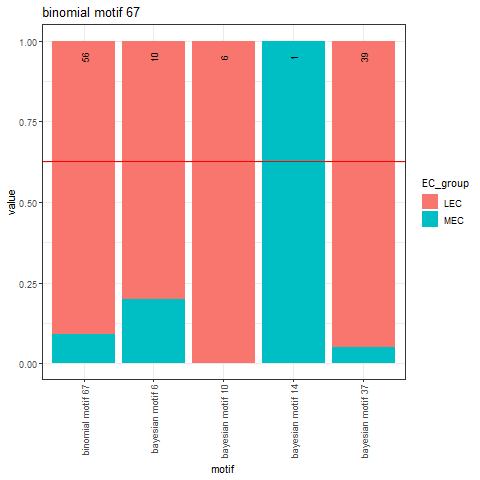 binomial motif 67
1.00
0.75
0.50
0.25
0.00
value
56
10
6
1
39
binomial motif 67
bayesian motif 6
bayesian motif 10
bayesian motif 14
bayesian motif 37
motif
EC_group
LEC
MEC